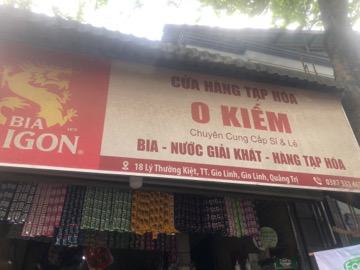 BIA
IGON
CỬA HÀNG TẠP HÓA
O KIẾM
Chuyên Cung Cấp Sỉ & Lẻ
BIA - NƯỚC GIẢI KHÁT - HÀNG TẠP HÓA
18 Lý Thường Kiệt, TT. Gio Linh, Gio Linh, Quảng Trị